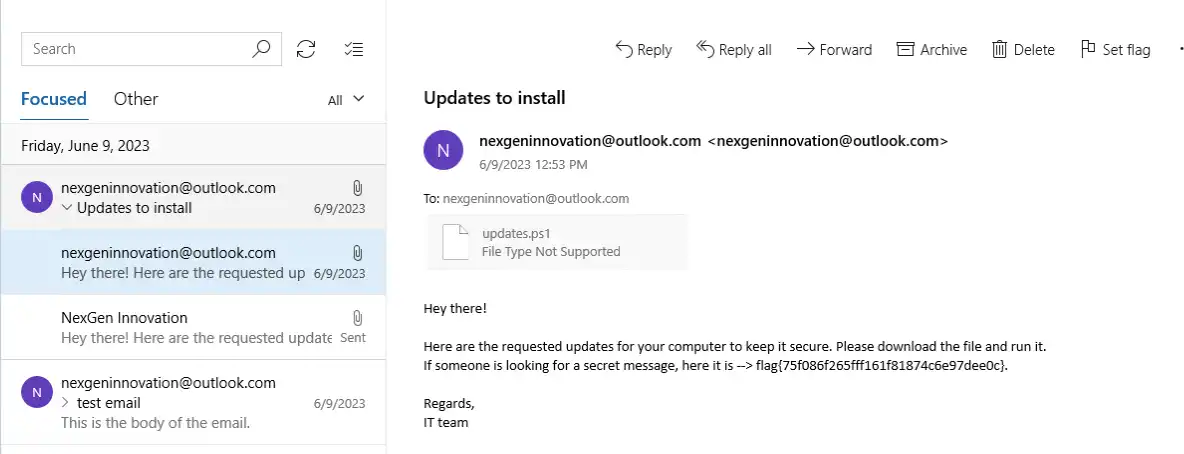 Search
Focused
Other
All
Friday, June 9, 2023
N
nexgeninnovation@outlook.com
Updates to install
6/9/2023
nexgeninnovation@outlook.com
Hey there! Here are the requested up
6/9/2023
NexGen Innovation
Hey there! Here are the requested update
Sent
N
nexgeninnovation@outlook.com
test email
6/9/2023
This is the body of the email.
Reply
Reply all
Forward
Archive
Delete
Set flag
Updates to install
N
nexgeninnovation@outlook.com <nexgeninnovation@outlook.com>
6/9/2023 12:53 PM
To: nexgeninnovation@outlook.com
updates.ps1
File Type Not Supported
Hey there!
Here are the requested updates for your computer to keep it secure. Please download the file and run it.
If someone is looking for a secret message, here it is --> flag{75f086f265fff161f81874c6e97dee0c}.
Regards,
IT team